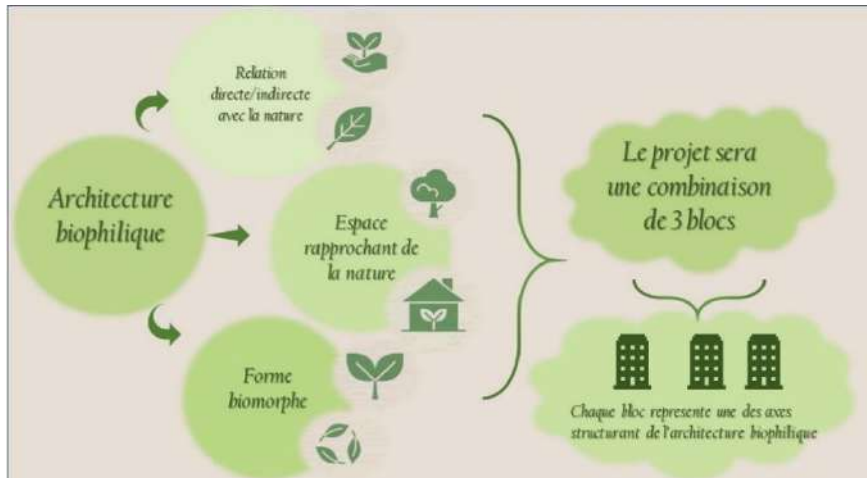 Relation
directe/indirecte
avec la nature
Architecture
biophilique
Espace
rapprochant de
la nature
Forme
biomorphe
Le projet sera
une combinaison
de 3 blocs
Chaque bloc represente une des axes
structurant de l'architecture biophilique